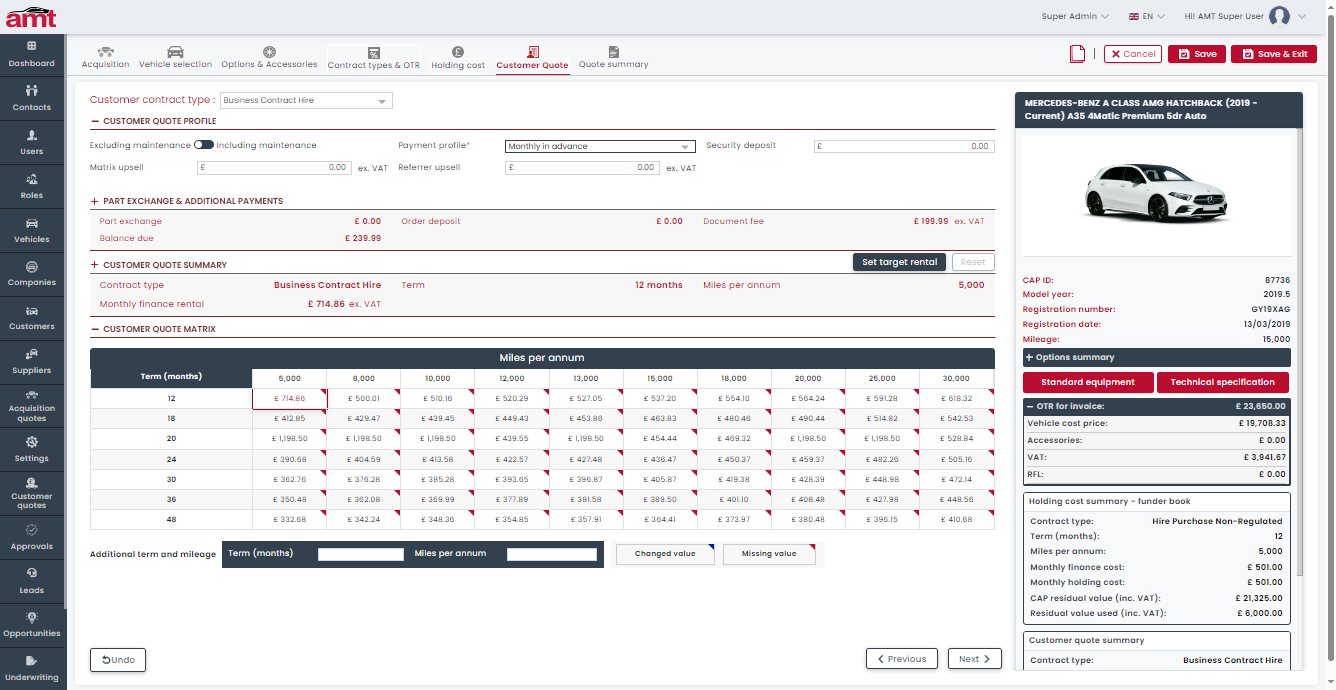 amt
Super Admin EN Hi! AMT Super User
Dashboard
Contacts
Users
Roles
Vehicles
Companies
Customers
Suppliers
Acquisition
quotes
Settings
Customer
quotes
Approvals
Leads
Opportunities
Underwriting
Acquisition Vehicle selection Options & Accessories Contract types & OTR Holding cost Customer Quote Quote summary
Cancel Save Save & Exit
Customer contract type : Business Contract Hire
CUSTOMER QUOTE PROFILE
Excluding maintenance Including maintenance Payment profile* Monthly in advance Security deposit £ 0.00
Matrix upsell £ 0.00 ex. VAT Referrer upsell £ 0.00 ex. VAT
+ PART EXCHANGE & ADDITIONAL PAYMENTS
Part exchange £ 0.00 Order deposit £ 0.00 Document fee £ 199.99 ex. VAT
Balance due £ 239.99
+ CUSTOMER QUOTE SUMMARY Set target rental Reset
Contract type Business Contract Hire Term 12 months Miles per annum 5,000
Monthly finance rental £ 714.86 ex. VAT
CUSTOMER QUOTE MATRIX
Miles per annum
Term (months) 5,000 8,000 10,000 12,000 13,000 15,000 18,000 20,000 25,000 30,000
12 £ 714.86 £ 500.01 £ 510.16 £ 520.29 £ 527.05 £ 537.20 £ 554.10 £ 564.24 £ 591.28 £ 618.32
18 £ 412.85 £ 429.47 £ 439.45 £ 449.43 £ 453.86 £ 463.83 £ 480.46 £ 490.44 £ 514.82 £ 542.53
20 £ 1,198.50 £ 1,198.50 £ 1,198.50 £ 439.55 £ 1,198.50 £ 454.44 £ 469.32 £ 1,198.50 £ 1,198.50 £ 528.84
24 £ 390.68 £ 404.59 £ 413.58 £ 422.57 £ 427.48 £ 436.47 £ 450.37 £ 459.37 £ 482.26 £ 505.16
30 £ 362.76 £ 376.28 £ 385.28 £ 393.65 £ 396.87 £ 405.87 £ 419.38 £ 428.39 £ 448.98 £ 472.14
36 £ 350.48 £ 362.08 £ 369.99 £ 377.89 £ 381.58 £ 389.50 £ 401.10 £ 408.48 £ 427.98 £ 448.56
48 £ 332.68 £ 342.24 £ 348.36 £ 354.85 £ 357.91 £ 364.41 £ 373.97 £ 380.48 £ 396.15 £ 410.68
Additional term and mileage Term (months) Miles per annum Changed value Missing value
Undo Previous Next
MERCEDES-BENZ A CLASS AMG HATCHBACK (2019 -
Current) A35 4Matic Premium 5dr Auto
CAP ID: 87736
Model year: 2019.5
Registration number: GY19XAG
Registration date: 13/03/2019
Mileage: 15,000
+ Options summary
Standard equipment Technical specification
OTR for invoice: £ 23,650.00
Vehicle cost price: £ 19,708.33
Accessories: £ 0.00
VAT: £ 3,941.67
RFL: £ 0.00
Holding cost summary - funder book
Contract type: Hire Purchase Non-Regulated
Term (months): 12
Miles per annum: 5,000
Monthly finance cost: £ 501.00
Monthly holding cost: £ 501.00
CAP residual value (inc. VAT): £ 21,325.00
Residual value used (inc. VAT): £ 6,000.00
Customer quote summary
Contract type: Business Contract Hire